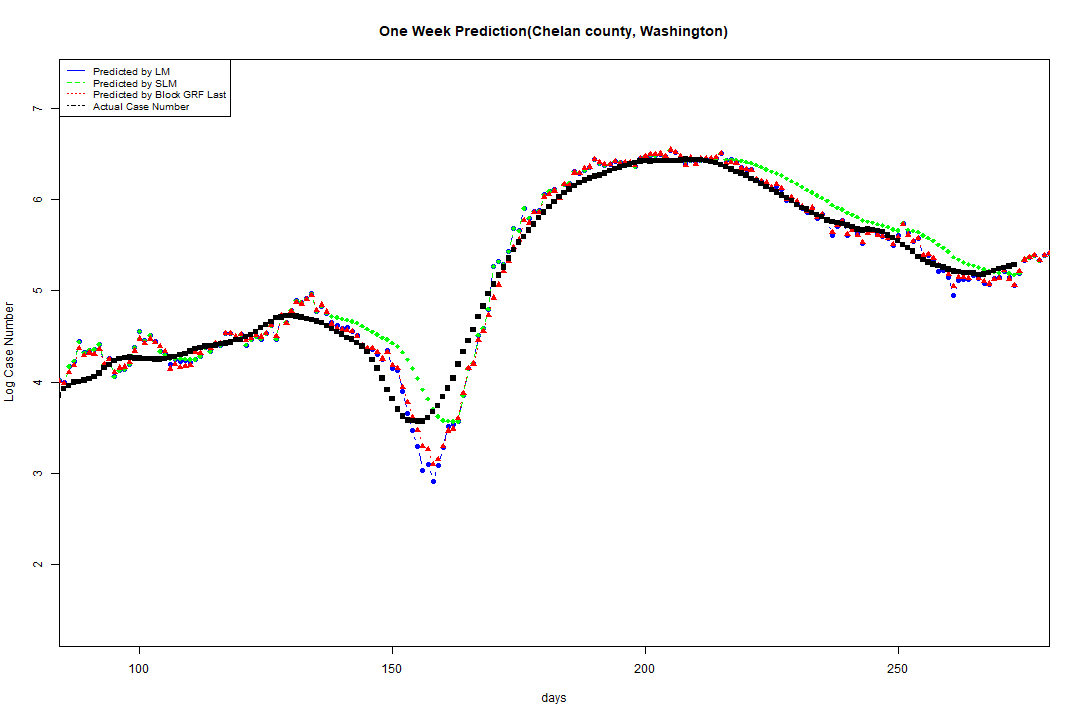 One Week Prediction(Chelan county, Washington)
Predicted by LM
Predicted by SLM
Predicted by Block GRF Last
Actual Case Number
7
6
5
4
3
2
Log Case Number
100
150
200
250
days